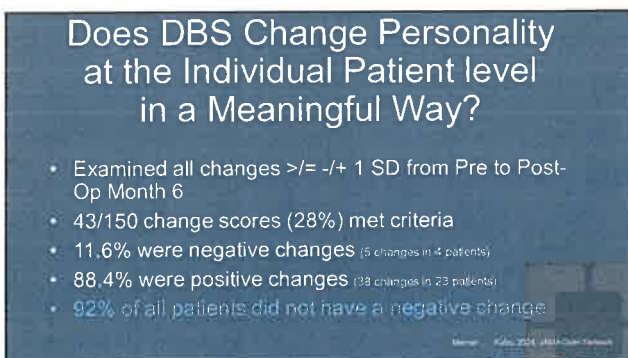 Does DBS Change Personality
at the Individual Patient level
in a Meaningful Way?
• Examined all changes >/= -/+ 1 SD from Pre to Post-
Op Month 6
• 43/150 change scores (28%) met criteria
• 11.6% were negative changes (5 changes in 4 patients)
• 88.4% were positive changes (38 changes in 23 patients)
• 92% of all patients did not have a negative change
2024, JAMA Open Network